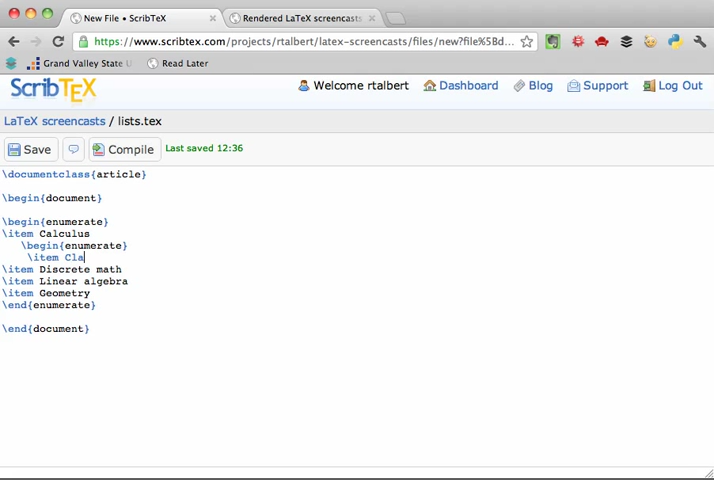 New File • ScribTeX
Rendered LaTeX screencasts
https://www.scribtex.com/projects/rtalbert/latex-screencasts/files/new?file%5Bd...
Grand Valley State U
Read Later
ScribTEX
Welcome rtalbert
Dashboard
Blog
Support
Log Out
LaTeX screencasts / lists.tex
Save
Compile
Last saved 12:36
\documentclass{article}
\begin{document}
\begin{enumerate}
\item Calculus
\begin{enumerate}
\item Cla
\item Discrete math
\item Linear algebra
\item Geometry
\end{enumerate}
\end{document}